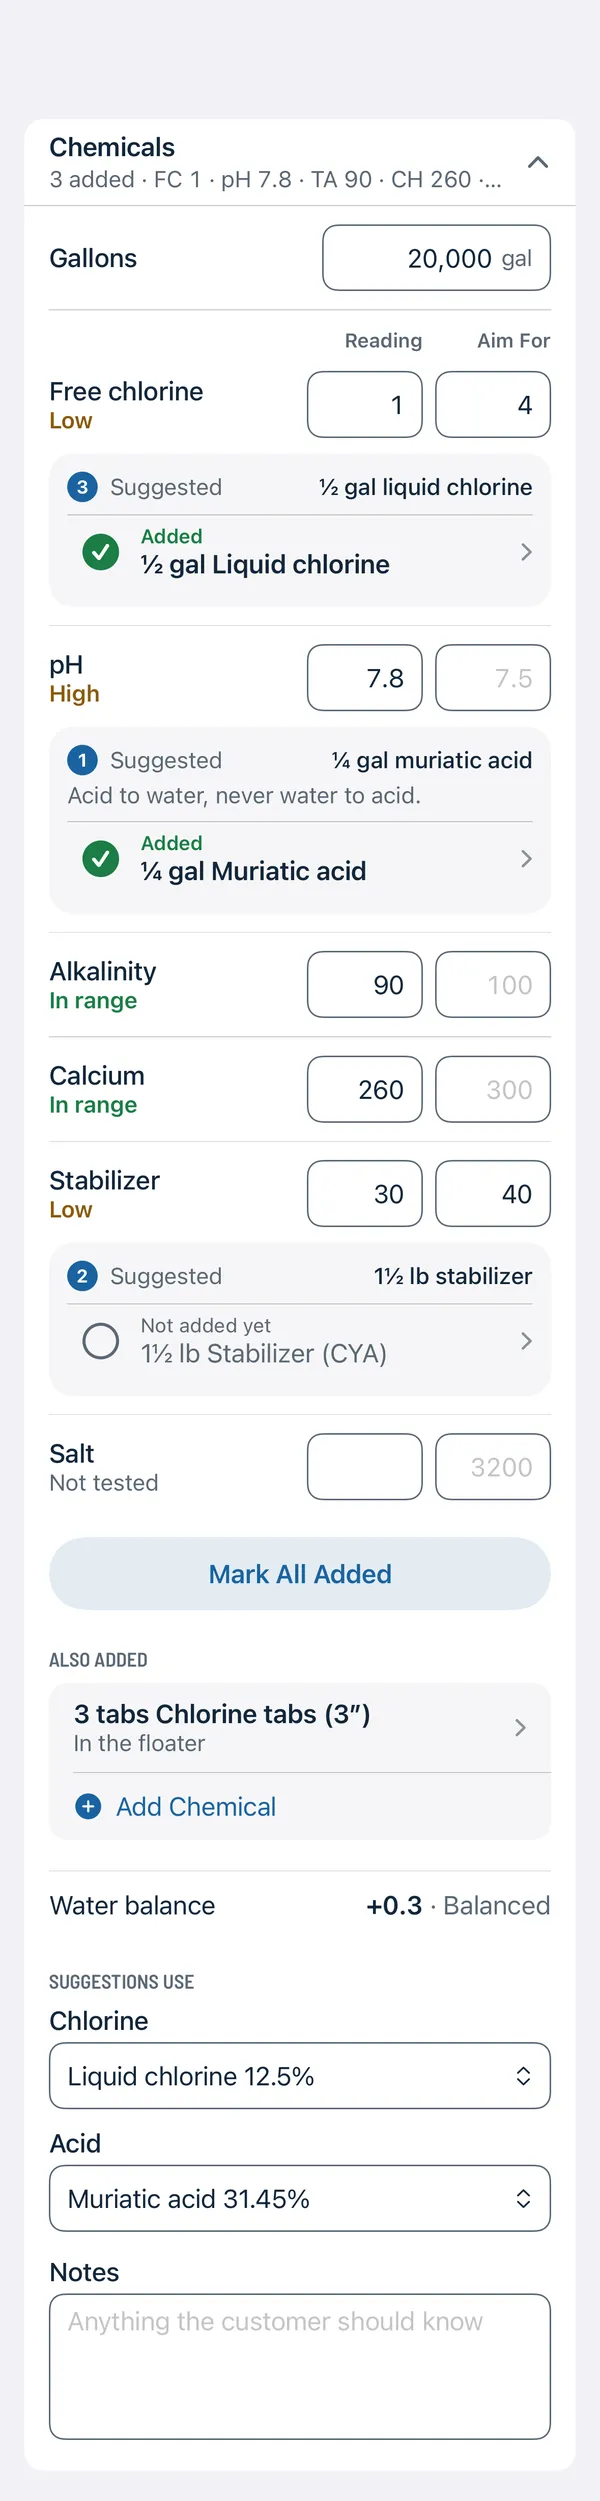 Chemicals
3 added · FC 1 · pH 7.8 · TA 90 · CH 260 ·...
Gallons 20,000 gal
Reading Aim For
Free chlorine 1 4
Low
3 Suggested ½ gal liquid chlorine
Added
½ gal Liquid chlorine
pH 7.8 7.5
High
1 Suggested ¼ gal muriatic acid
Acid to water, never water to acid.
Added
¼ gal Muriatic acid
Alkalinity 90 100
In range
Calcium 260 300
In range
Stabilizer 30 40
Low
2 Suggested 1½ lb stabilizer
Not added yet
1½ lb Stabilizer (CYA)
Salt 3200
Not tested
Mark All Added
ALSO ADDED
3 tabs Chlorine tabs (3″)
In the floater
Add Chemical
Water balance +0.3 · Balanced
SUGGESTIONS USE
Chlorine
Liquid chlorine 12.5%
Acid
Muriatic acid 31.45%
Notes
Anything the customer should know